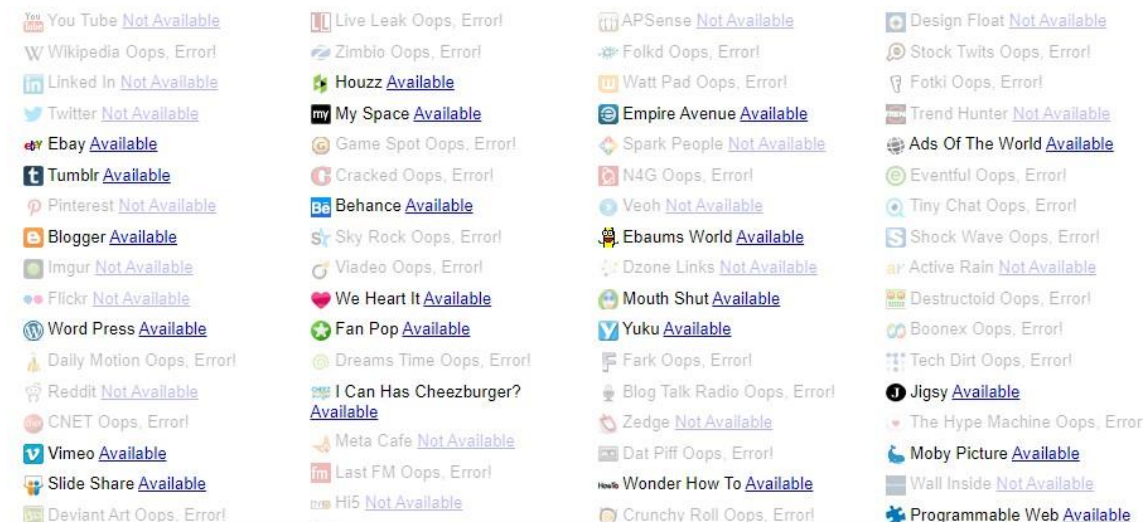 You Tube Not Available
Wikipedia Oops, Error!
Linked In Not Available
Twitter Not Available
Ebay Available
Tumblr Available
Pinterest Not Available
Blogger Available
Imgur Not Available
Flickr Not Available
Word Press Available
Daily Motion Oops, Error!
Reddit Not Available
CNET Oops, Error!
Vimeo Available
Slide Share Available
Deviant Art Oops, Error!
Live Leak Oops, Error!
Zimbio Oops, Error!
Houzz Available
My Space Available
Game Spot Oops, Error!
Cracked Oops, Error!
Behance Available
Sky Rock Oops, Error!
Viadeo Oops, Error!
We Heart It Available
Fan Pop Available
Dreams Time Oops, Error!
I Can Has Cheezburger?
Available
Meta Cafe Not Available
Last FM Oops, Error!
Hi5 Not Available
APSense Not Available
Folkd Oops, Error!
Watt Pad Oops, Error!
Empire Avenue Available
Spark People Not Available
N4G Oops, Error!
Veoh Not Available
Ebaums World Available
Dzone Links Not Available
Mouth Shut Available
Yuku Available
Fark Oops, Error!
Blog Talk Radio Oops, Error!
Zedge Not Available
Dat Piff Oops, Error!
Wonder How To Available
Crunchy Roll Oops, Error!
Design Float Not Available
Stock Twits Oops, Error!
Fotki Oops, Error!
Trend Hunter Not Available
Ads Of The World Available
Eventful Oops, Error!
Tiny Chat Oops, Error!
Shock Wave Oops, Error!
Active Rain Not Available
Destructoid Oops, Error!
Boonex Oops, Error!
Tech Dirt Oops, Error!
Jigsy Available
The Hype Machine Oops, Error
Moby Picture Available
Wall Inside Not Available
Programmable Web Available